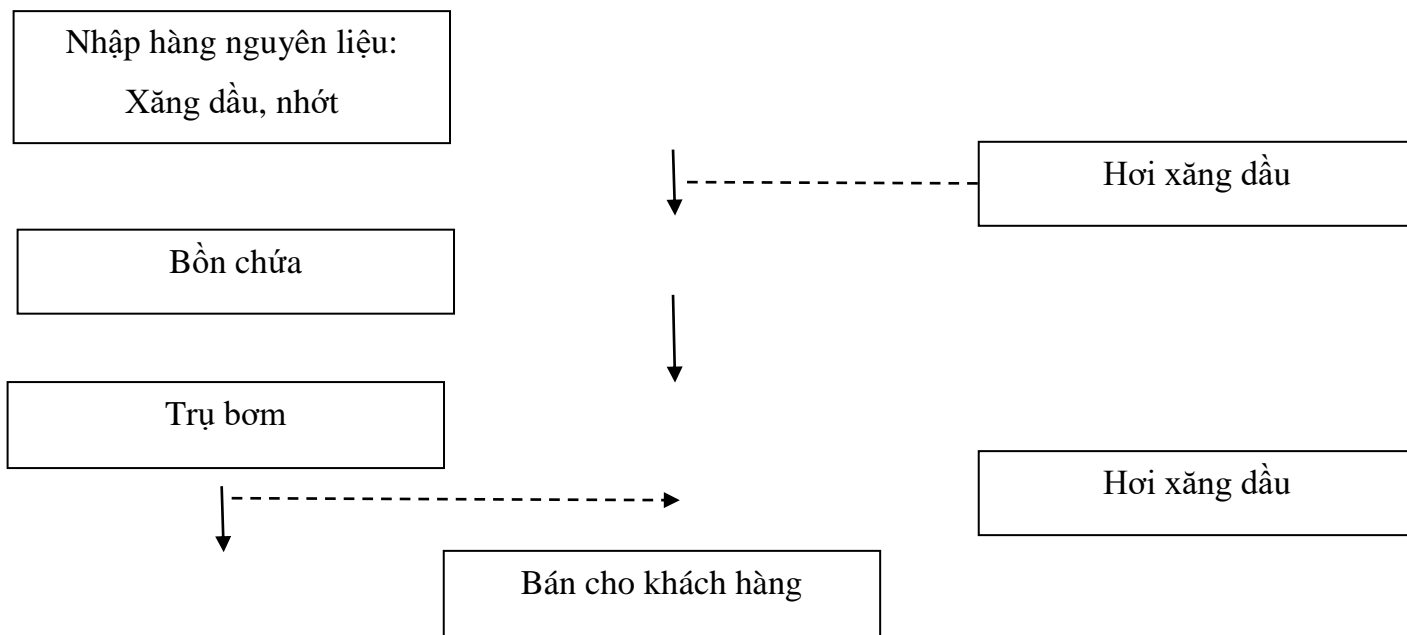 Nhập hàng nguyên liệu:
Xăng dầu, nhớt
Hơi xăng dầu
Bồn chứa
Trụ bơm
Hơi xăng dầu
Bán cho khách hàng